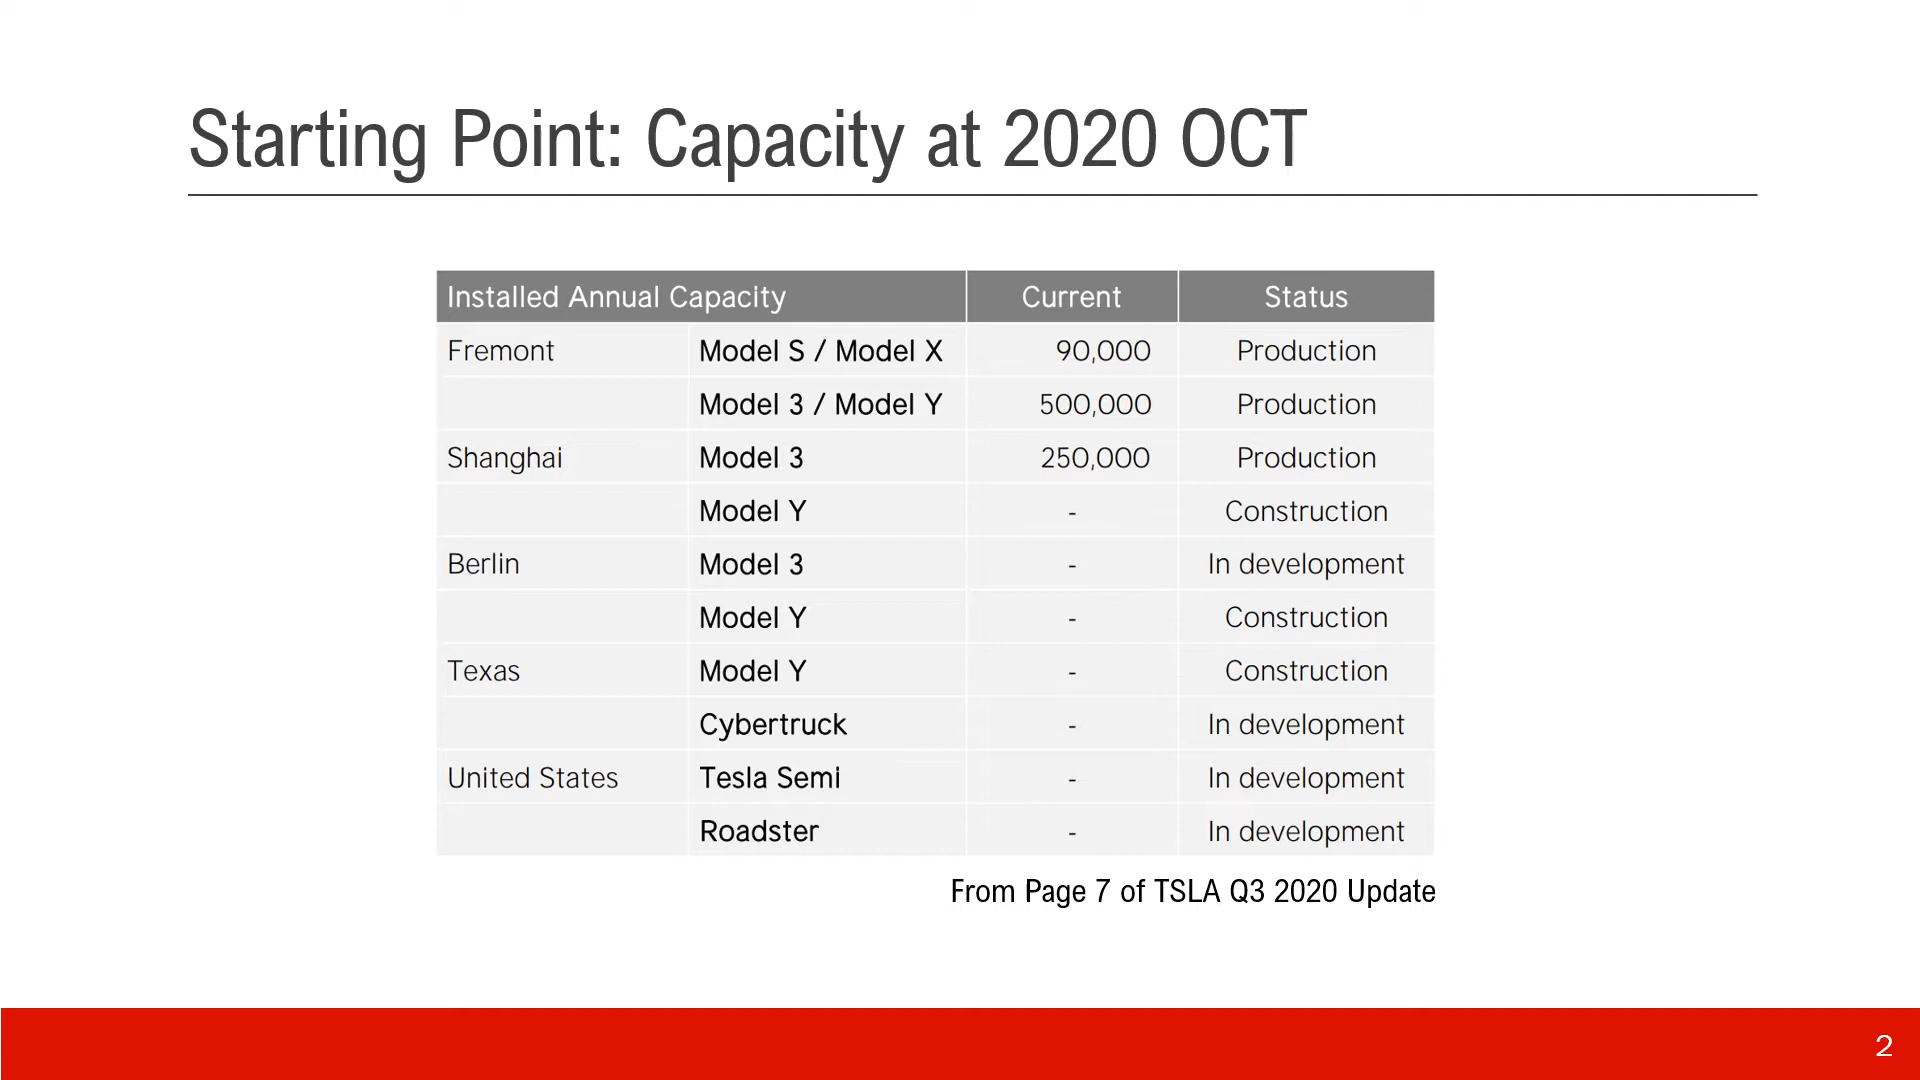 Starting Point: Capacity at 2020 OCT
Installed Annual Capacity Current Status
Fremont Model S / Model X 90,000 Production
Model 3 / Model Y 500,000 Production
Shanghai Model 3 250,000 Production
Model Y - Construction
Berlin Model 3 - In development
Model Y - Construction
Texas Model Y - Construction
Cybertruck - In development
United States Tesla Semi - In development
Roadster - In development
From Page 7 of TSLA Q3 2020 Update
2